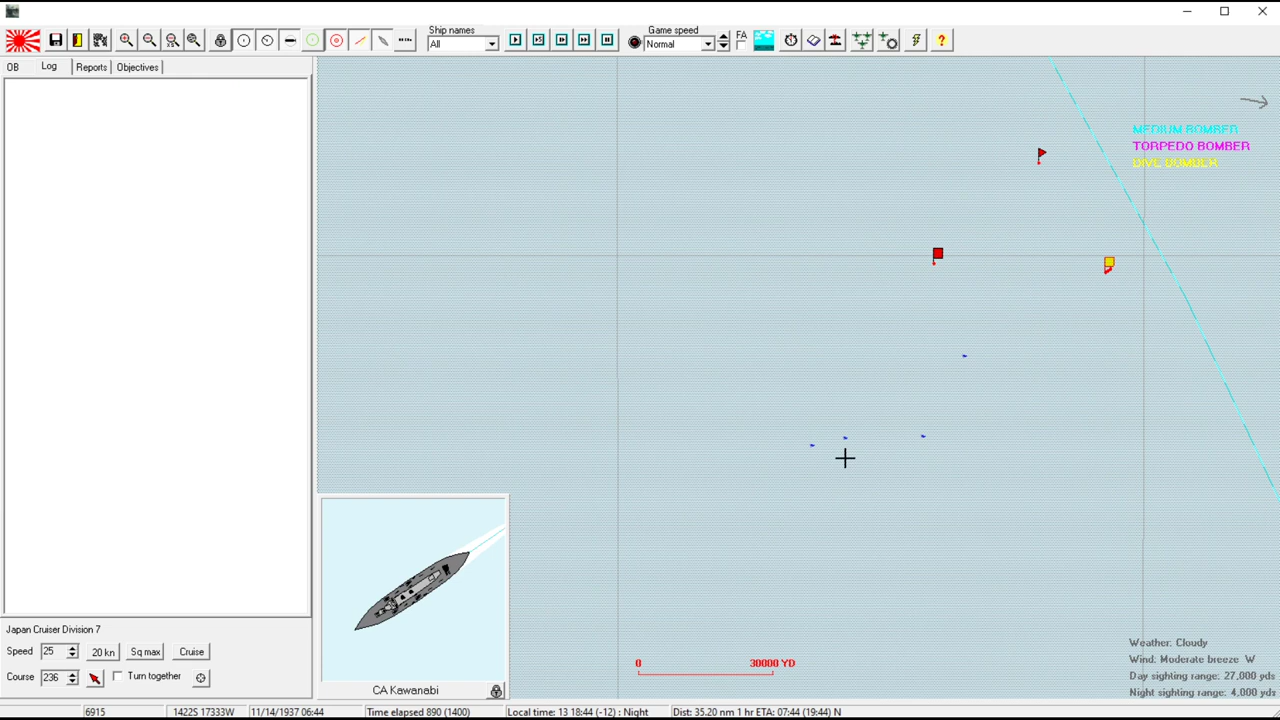 Ship names
All
Game speed
Normal
FA
?
OB
Log
Reports
Objectives
MEDIUM BOMBER
TORPEDO BOMBER
DIVE BOMBER
0
30000 YD
Weather: Cloudy
Wind: Moderate breeze W
Day sighting range: 27,000 yds
Night sighting range: 4,000 yds
Japan Cruiser Division 7
Speed 25 20 kn Sq max Cruise
Course 236 Turn together
CA Kawanabi
6915 1422S 17333W 11/14/1937 06:44 Time elapsed 890 (1400) Local time: 13 18:44 (-12) : Night Dist: 35.20 nm 1 hr ETA: 07:44 (19:44) N